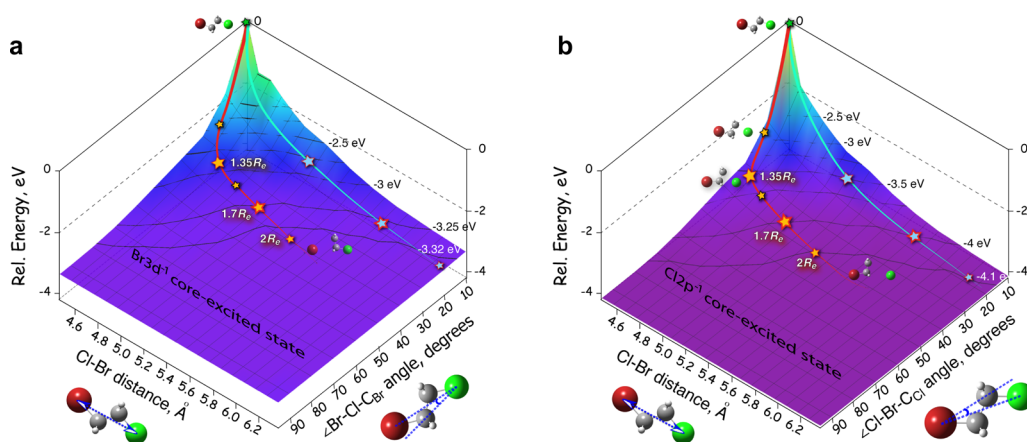 a
0
-2.5 eV
-3 eV
-3.25 eV
-3.32 eV
1.35Re
1.7Re
2Re
Br3d⁻¹ core-excited state
Rel. Energy, eV
0
-2
-4
0
-2
-4
4.6 4.8 5.0 5.2 5.4 5.6 5.8 6.0 6.2
Cl-Br distance, Å
90 80 70 60 50 40 30 20 10
∠Br-Cl-CBr angle, degrees
b
0
-2.5 eV
-3 eV
-3.5 eV
-4 eV
-4.1 e
1.35Re
1.7Re
2Re
Cl2p⁻¹ core-excited state
Rel. Energy, eV
0
-2
-4
0
-2
-4
4.6 4.8 5.0 5.2 5.4 5.6 5.8 6.0 6.2
Cl-Br distance, Å
90 80 70 60 50 40 30 20 10
∠Cl-Br-CCl angle, degrees